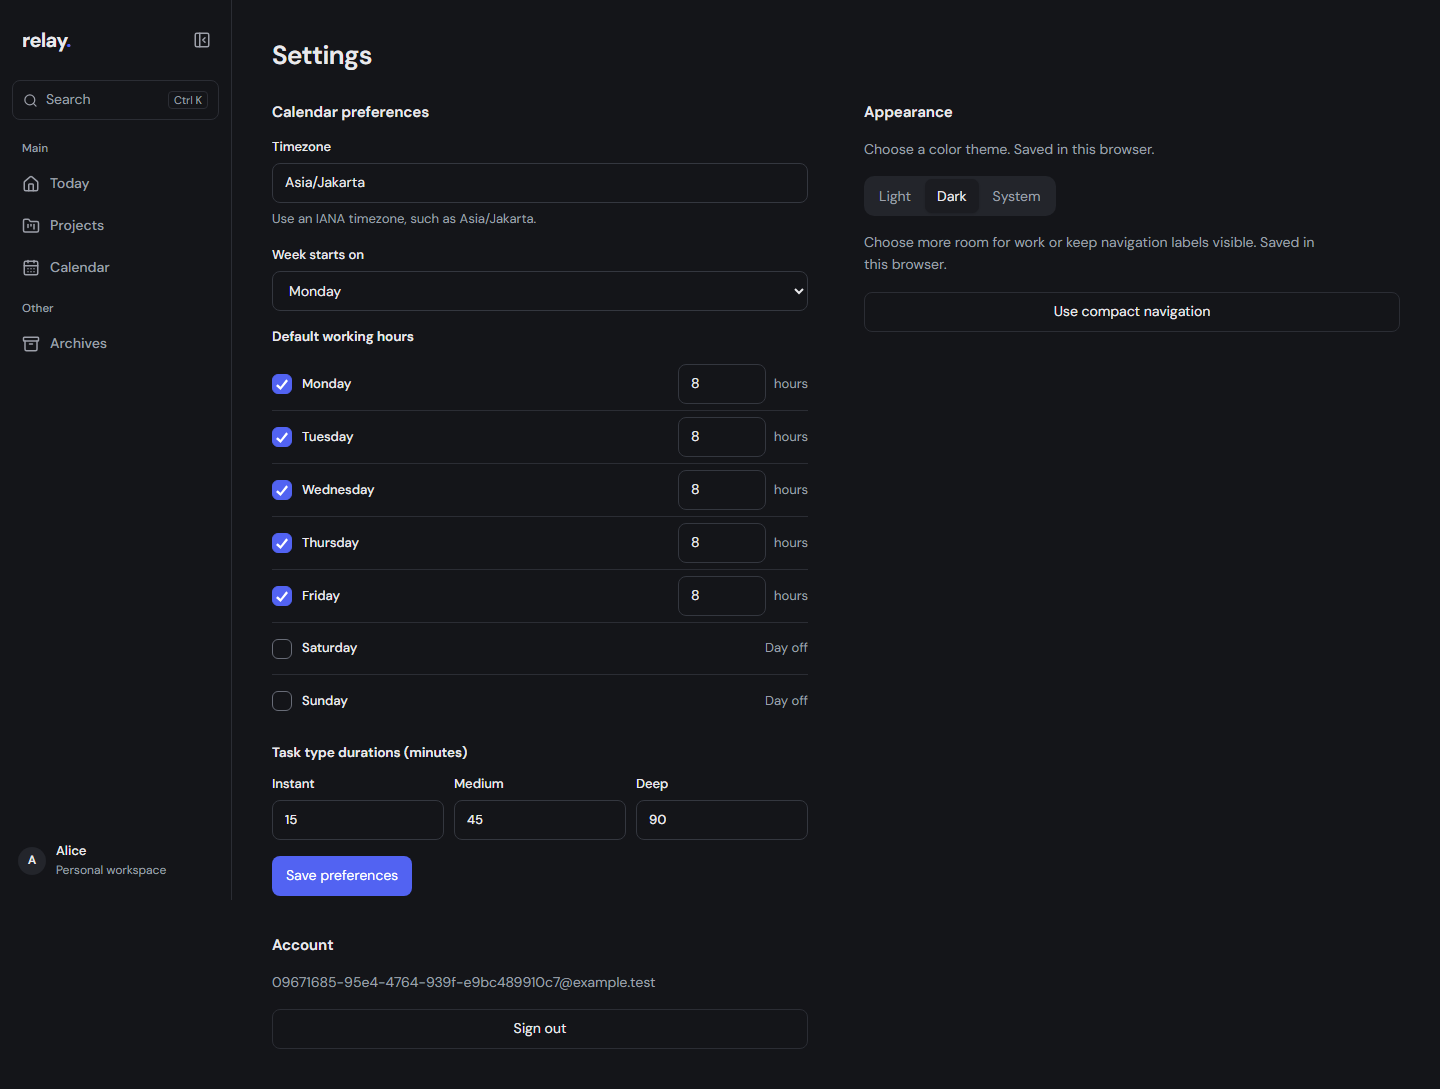 relay.
Search
Ctrl K
Main
Today
Projects
Calendar
Other
Archives
Alice
Personal workspace
Settings
Calendar preferences
Timezone
Asia/Jakarta
Use an IANA timezone, such as Asia/Jakarta.
Week starts on
Monday
Default working hours
Monday 8 hours
Tuesday 8 hours
Wednesday 8 hours
Thursday 8 hours
Friday 8 hours
Saturday Day off
Sunday Day off
Task type durations (minutes)
Instant Medium Deep
15 45 90
Save preferences
Account
09671685-95e4-4764-939f-e9bc489910c7@example.test
Sign out
Appearance
Choose a color theme. Saved in this browser.
Light Dark System
Choose more room for work or keep navigation labels visible. Saved in
this browser.
Use compact navigation
A